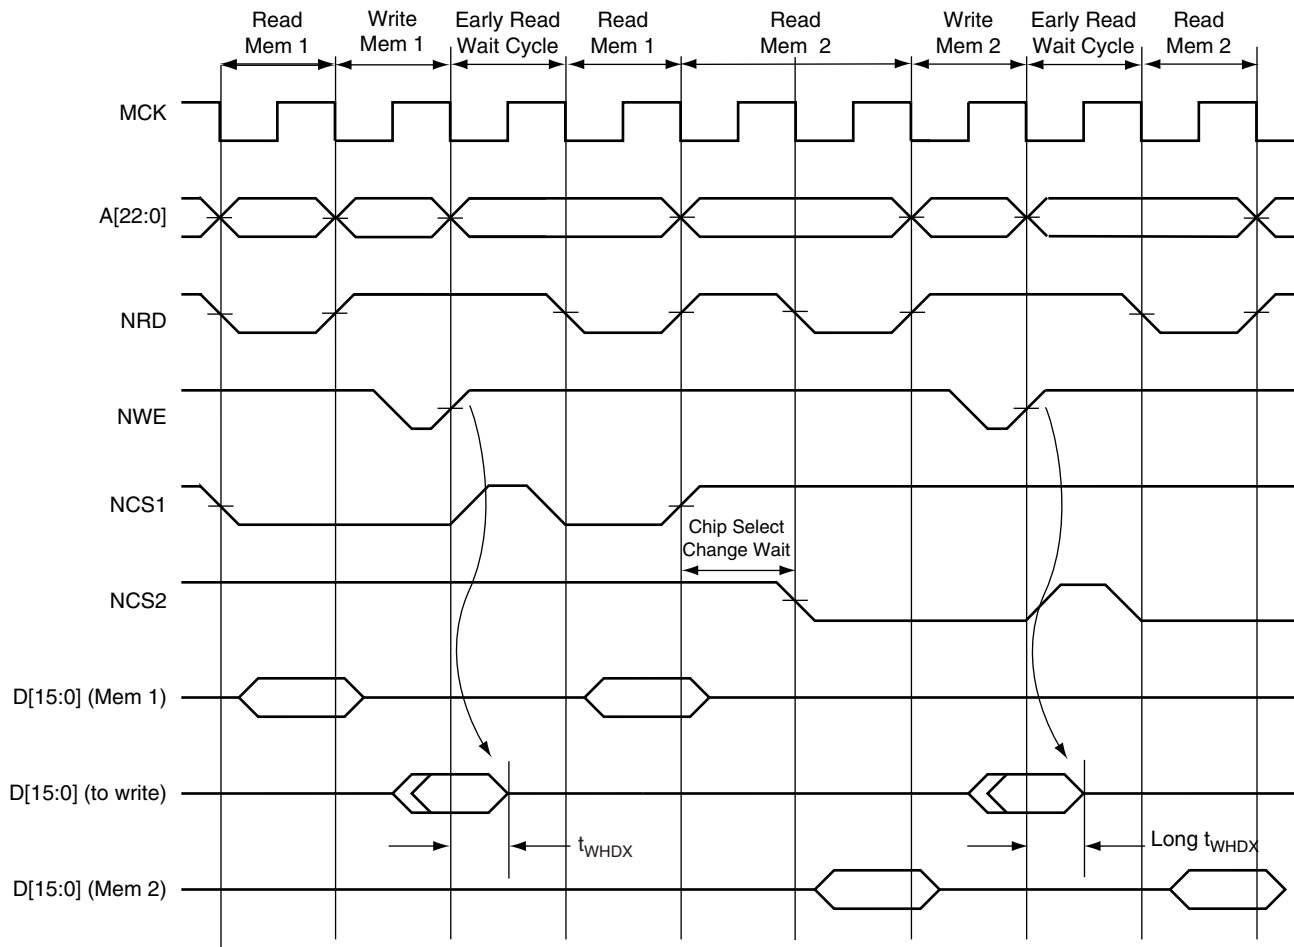 Read
Mem 1
Write
Mem 1
Early Read
Wait Cycle
Read
Mem 1
Read
Mem 2
Write
Mem 2
Early Read
Wait Cycle
Read
Mem 2
MCK
A[22:0]
NRD
NWE
NCS1
Chip Select
Change Wait
NCS2
D[15:0] (Mem 1)
D[15:0] (to write)
tWHDX
Long tWHDX
D[15:0] (Mem 2)